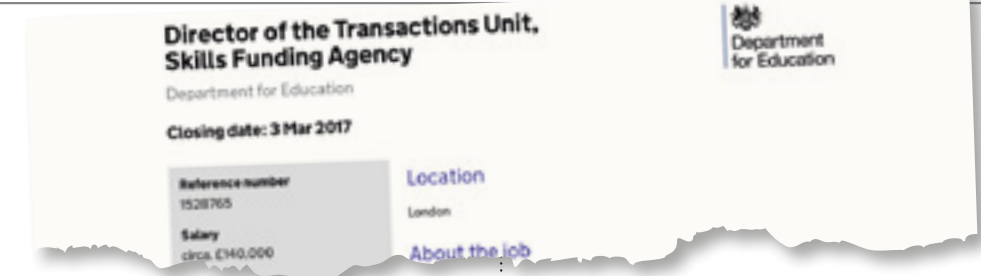 Director of the Transactions Unit,
Skills Funding Agency
Department for Education
Closing date: 3 Mar 2017
Department
for Education
Reference number
1528765
Salary
circa. £140,000
Location
London
About the job